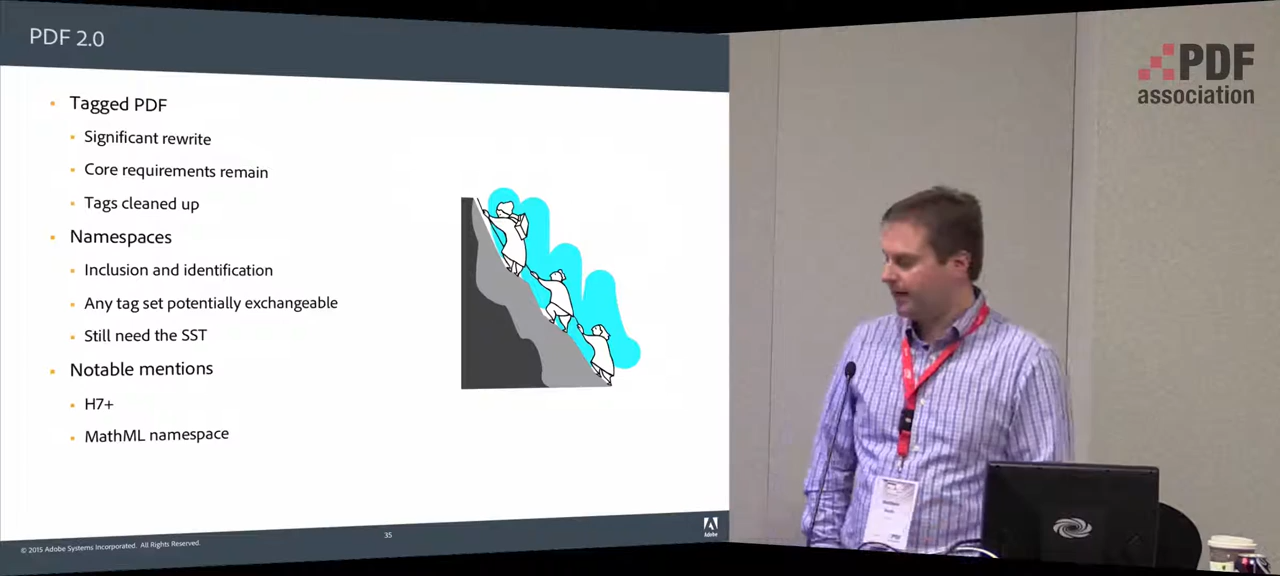 PDF 2.0
Tagged PDF
Significant rewrite
Core requirements remain
Tags cleaned up
Namespaces
Inclusion and identification
Any tag set potentially exchangeable
Still need the SST
Notable mentions
H7+
MathML namespace
© 2015 Adobe Systems Incorporated. All Rights Reserved.
35
Adobe
PDF
association